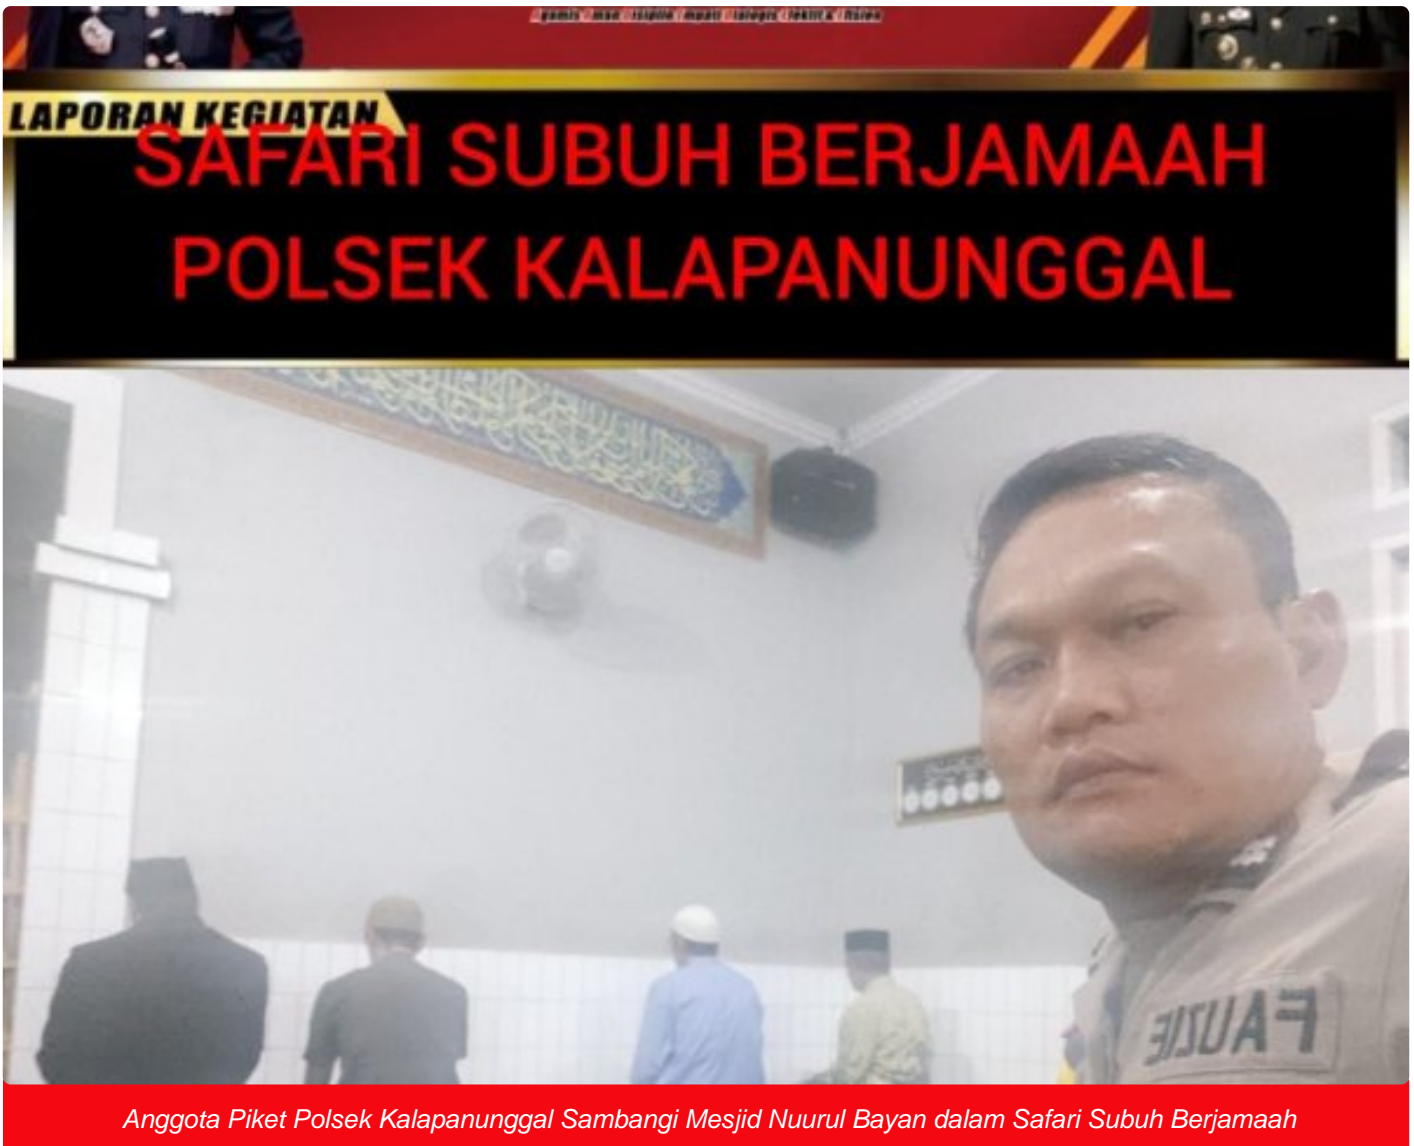 LAPORAN KEGIATAN
SAFARI SUBUH BERJAMAAH
POLSEK KALAPANUNGGAL
FAUZIE
Anggota Piket Polsek Kalapanunggal Sambangi Mesjid Nuurul Bayan dalam Safari Subuh Berjamaah